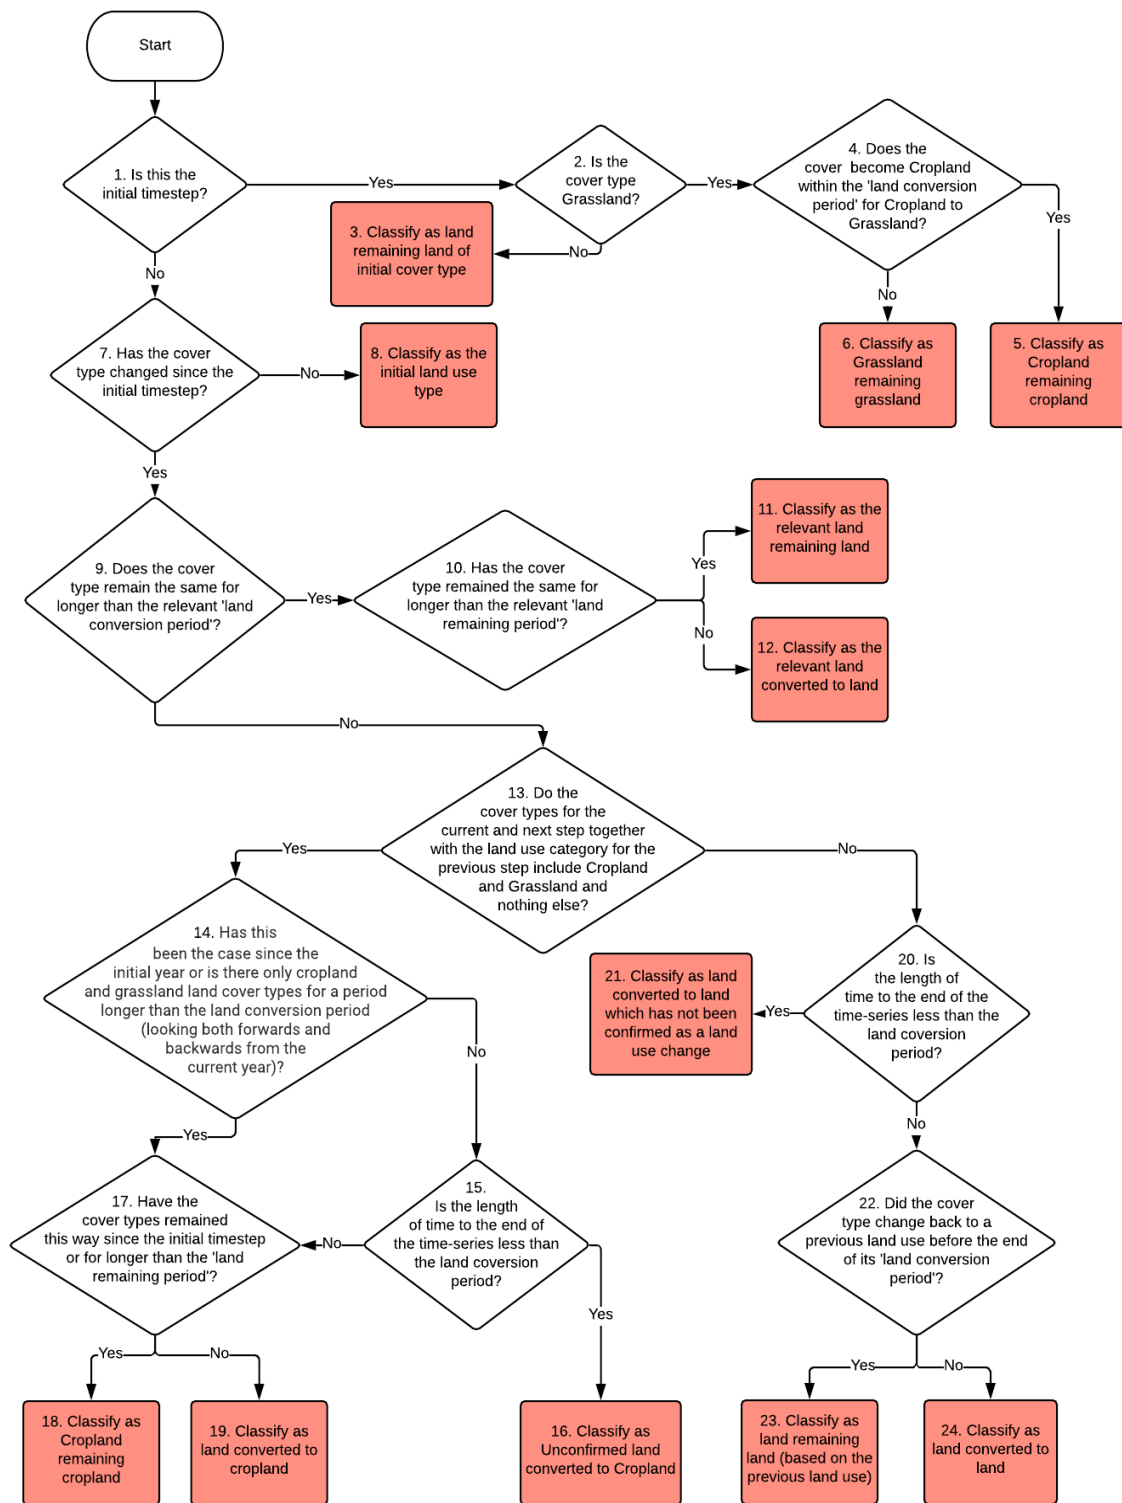 Start
1. Is this the
initial timestep?
Yes
2. Is the
cover type
Grassland?
Yes
4. Does the
cover become Cropland
within the 'land conversion
period' for Cropland to
Grassland?
Yes
No
3. Classify as land
remaining land of
initial cover type
No
No
6. Classify as
Grassland
remaining
grassland
5. Classify as
Cropland
remaining
cropland
7. Has the cover
type changed since the
initial timestep?
No
8. Classify as the
initial land use
type
Yes
9. Does the cover
type remain the same for
longer than the relevant 'land
conversion period'?
Yes
10. Has the cover
type remained the same for
longer than the relevant 'land
remaining period'?
Yes
11. Classify as the
relevant land
remaining land
No
12. Classify as the
relevant land
converted to land
No
13. Do the
cover types for the
current and next step together
with the land use category for the
previous step include Cropland
and Grassland and
nothing else?
Yes
No
14. Has this
been the case since the
initial year or is there only cropland
and grassland land cover types for a period
longer than the land conversion period
(looking both forwards and
backwards from the
current year)?
No
Yes
20. Is
the length of
time to the end of the
time-series less than the
land coversion
period?
Yes
21. Classify as land
converted to land
which has not been
confirmed as a land
use change
No
17. Have the
cover types remained
this way since the initial timestep
or for longer than the 'land
remaining period'?
No
15.
Is the length
of time to the end of
the time-series less than
the land coversion
period?
Yes
22. Did the cover
type change back to a
previous land use before the end
of its 'land conversion
period'?
Yes
No
Yes
No
18. Classify as
Cropland
remaining
cropland
19. Classify as
land converted to
cropland
16. Classify as
Unconfirmed land
converted to Cropland
23. Classify as
land remaining
land (based on the
previous land use)
24. Classify as
land converted to
land